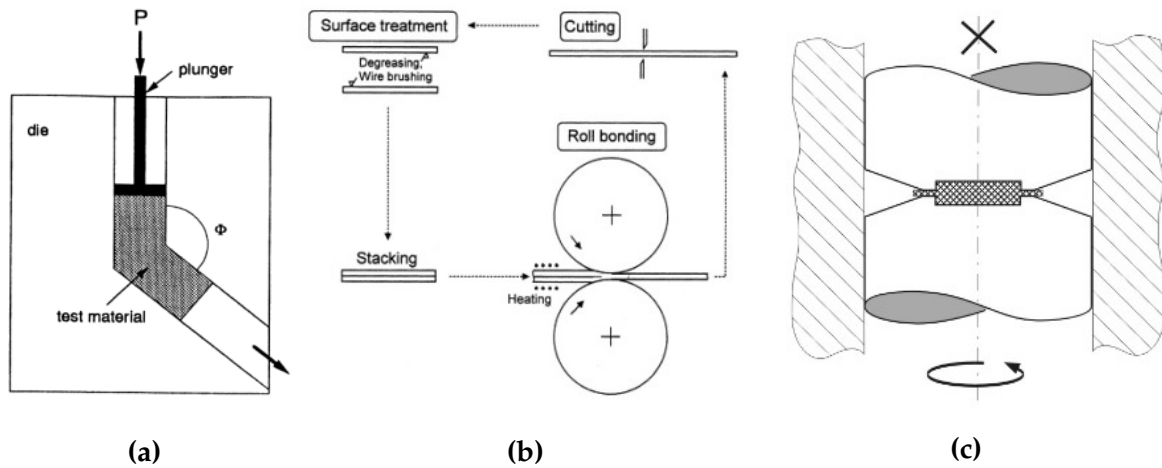 P
plunger
die
Φ
test material
(a)
Surface treatment
Degreasing,
Wire brushing
Cutting
Roll bonding
Stacking
Heating
(b)
(c)